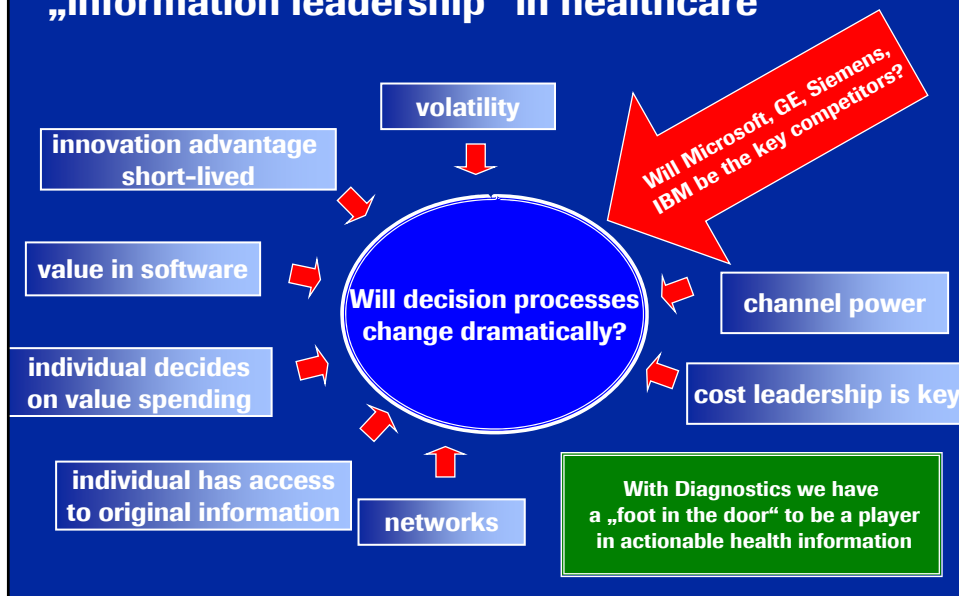 „information leadership“ in healthcare
volatility
Will Microsoft, GE, Siemens,
IBM be the key competitors?
innovation advantage
short-lived
value in software
Will decision processes
change dramatically?
channel power
individual decides
on value spending
cost leadership is key
individual has access
to original information
networks
With Diagnostics we have
a „foot in the door“ to be a player
in actionable health information